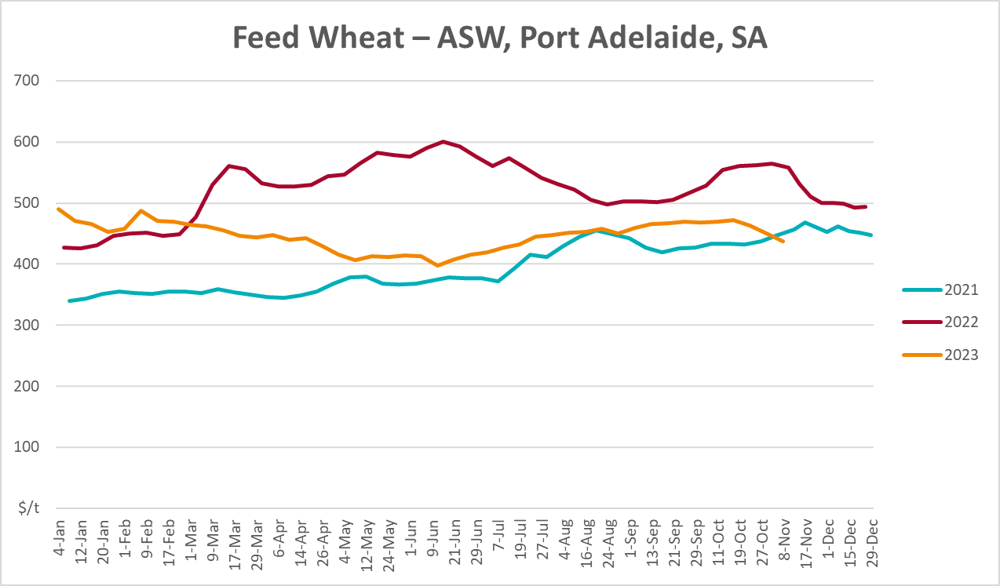 Feed Wheat – ASW, Port Adelaide, SA
700
600
500
400
300
200
100
$/t
4-Jan
12-Jan
20-Jan
1-Feb
9-Feb
17-Feb
1-Mar
9-Mar
17-Mar
29-Mar
6-Apr
14-Apr
26-Apr
4-May
12-May
24-May
1-Jun
9-Jun
21-Jun
29-Jun
7-Jul
19-Jul
27-Jul
4-Aug
16-Aug
24-Aug
1-Sep
13-Sep
21-Sep
29-Sep
11-Oct
19-Oct
27-Oct
8-Nov
17-Nov
1-Dec
15-Dec
29-Dec
2021
2022
2023